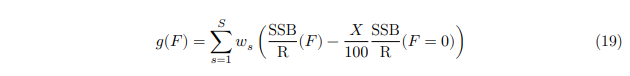 g(F) = \sum_{s=1}^{S} w_s \left( \frac{\text{SSB}}{\text{R}}(F) - \frac{X}{100} \frac{\text{SSB}}{\text{R}}(F = 0) \right) (19)